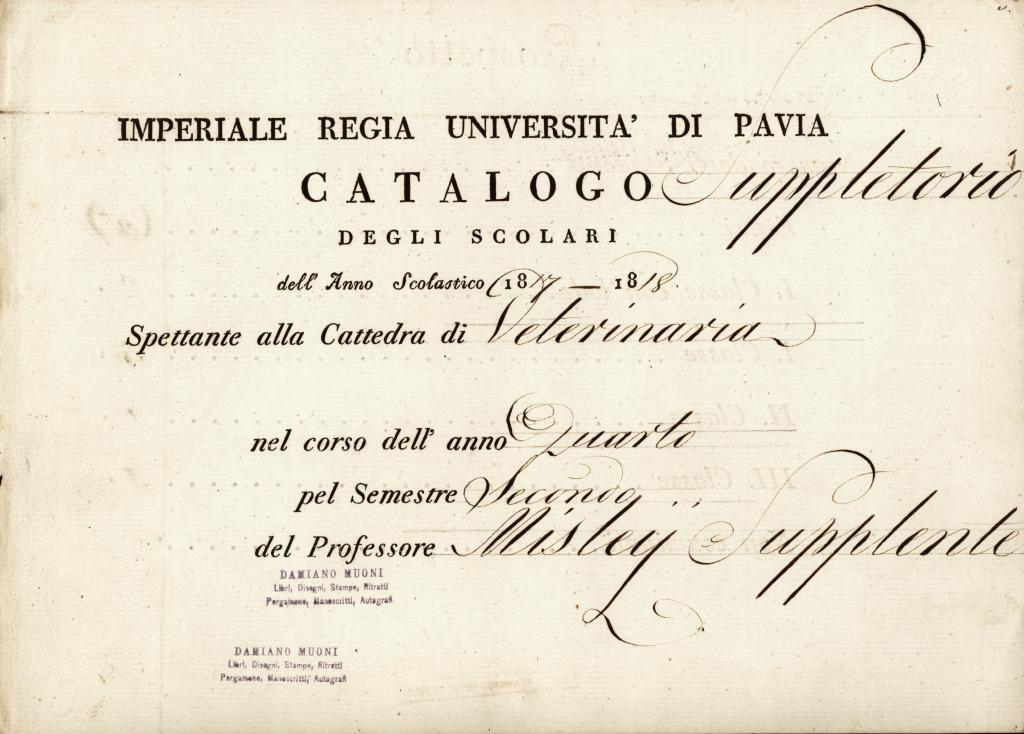 IMPERIALE REGIA UNIVERSITA' DI PAVIA
CATALOGO Suppletorio
DEGLI SCOLARI
dell' Anno Scolastico 1817 — 1818.
Spettante alla Cattedra di Veterinaria
nel corso dell' anno Quarto
pel Semestre Secondo
del Professore Misleÿ Supplente
DAMIANO MUONI
Libri, Disegni, Stampe, Ritratti
Pergamene, Manoscritti, Autografi
DAMIANO MUONI
Libri, Disegni, Stampe, Ritratti
Pergamene, Manoscritti, Autografi